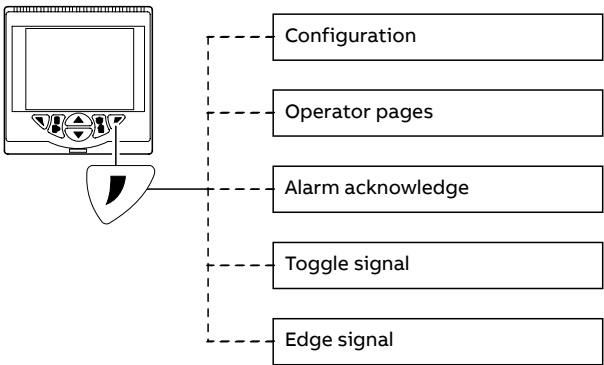 Configuration
Operator pages
Alarm acknowledge
Toggle signal
Edge signal